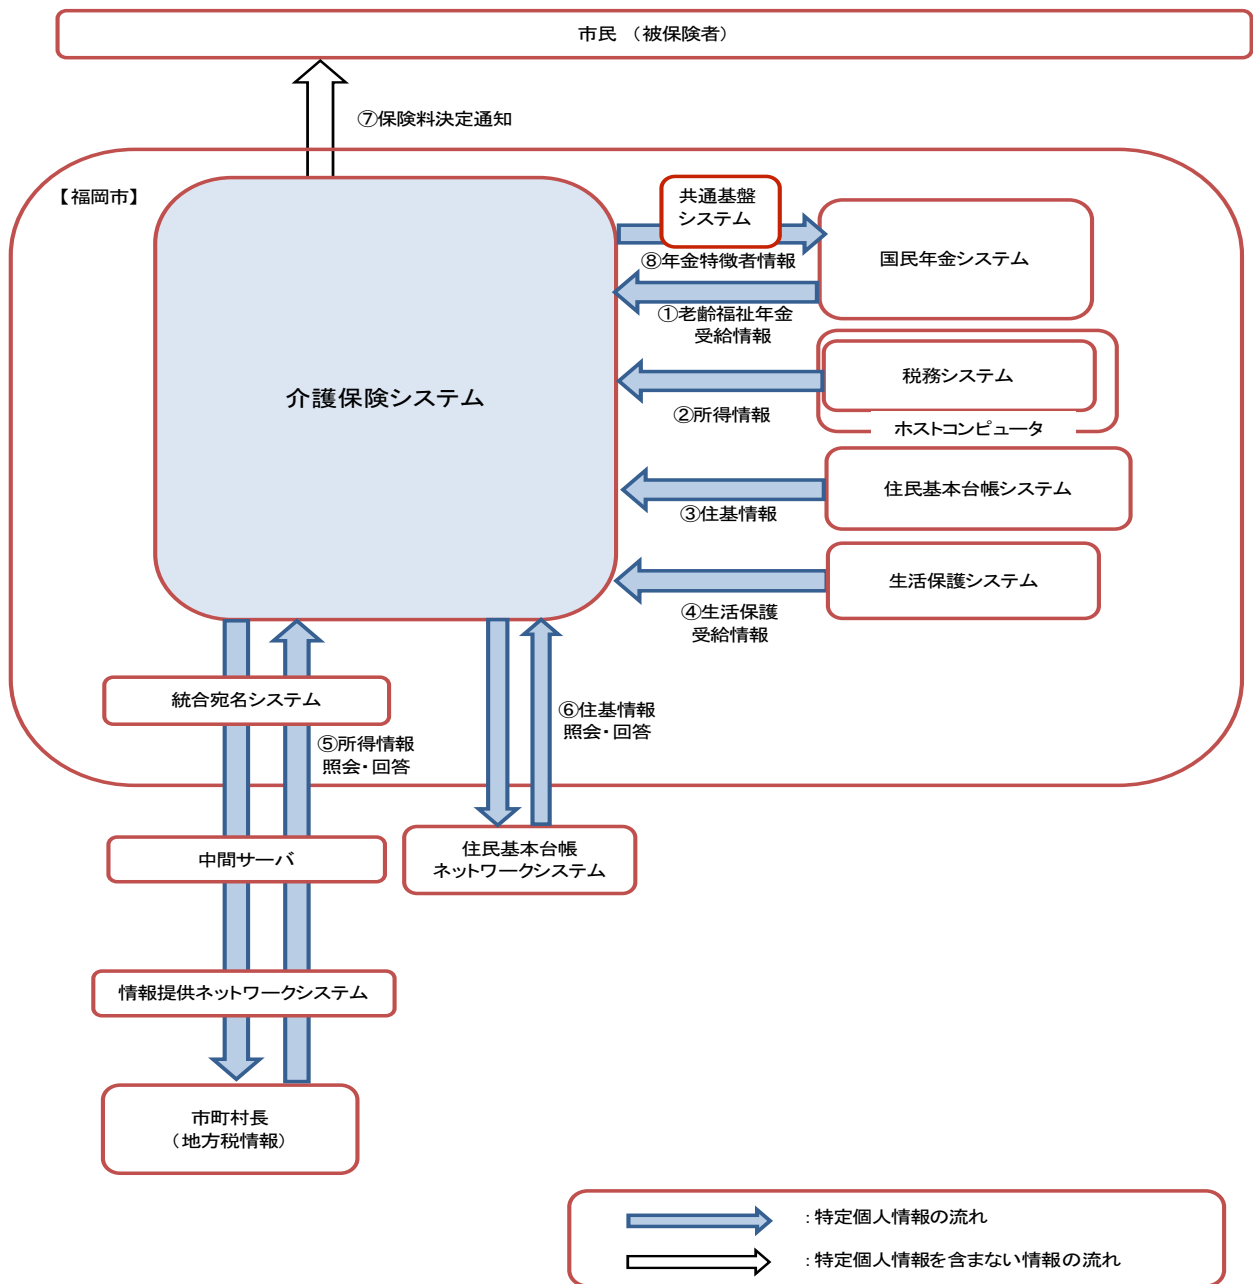 市民 （被保険者）
⑦保険料決定通知
【福岡市】
介護保険システム
共通基盤
システム
⑧年金特徴者情報
国民年金システム
①老齢福祉年金
受給情報
税務システム
②所得情報
ホストコンピュータ
住民基本台帳システム
③住基情報
生活保護システム
④生活保護
受給情報
統合宛名システム
⑤所得情報
照会・回答
⑥住基情報
照会・回答
中間サーバ
住民基本台帳
ネットワークシステム
情報提供ネットワークシステム
市町村長
（地方税情報）
：特定個人情報の流れ
：特定個人情報を含まない情報の流れ